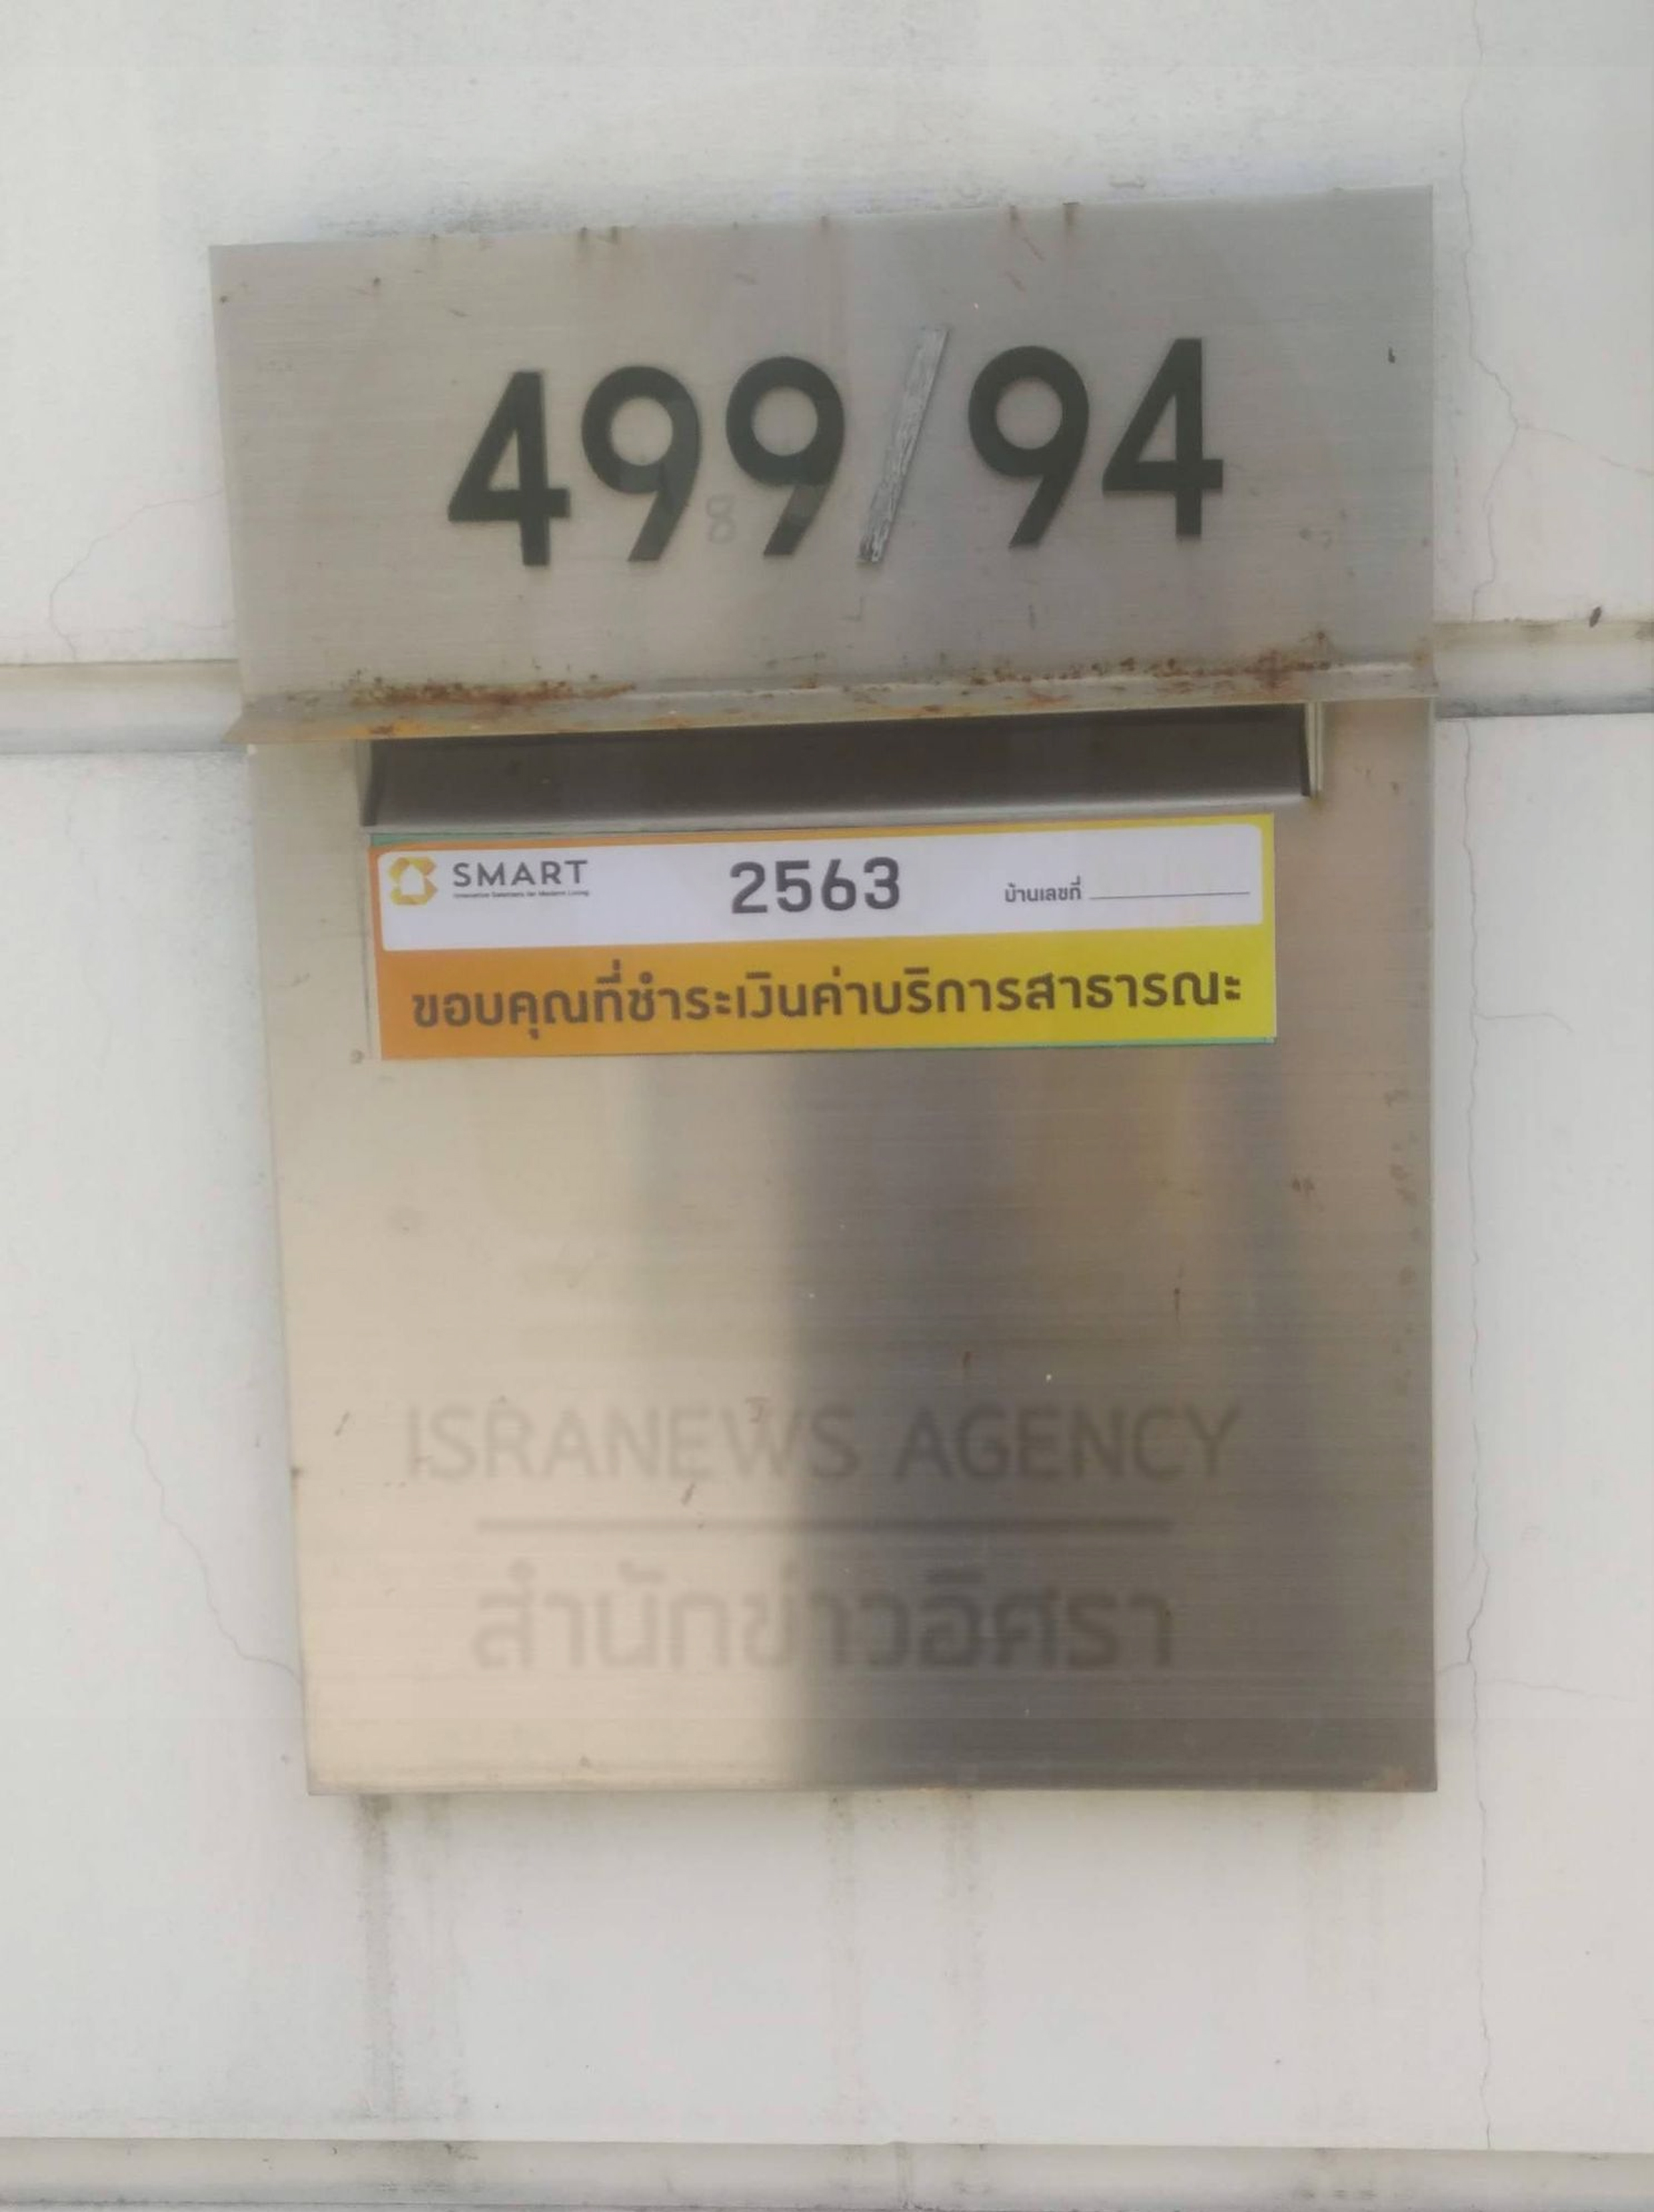 499/94
SMART
2563
บ้านเลขที่
ขอบคุณที่ชำระเงินค่าบริการสาธารณะ
ISRANEWS AGENCY
สำนักข่าวอิศรา